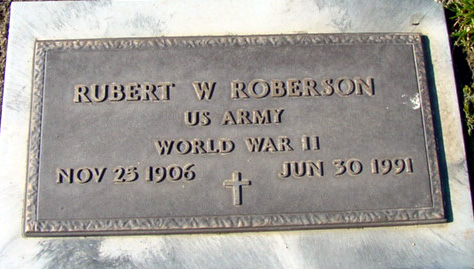 RUBERT W ROBERSON
US ARMY
WORLD WAR II
NOV 25 1906 JUN 30 1991